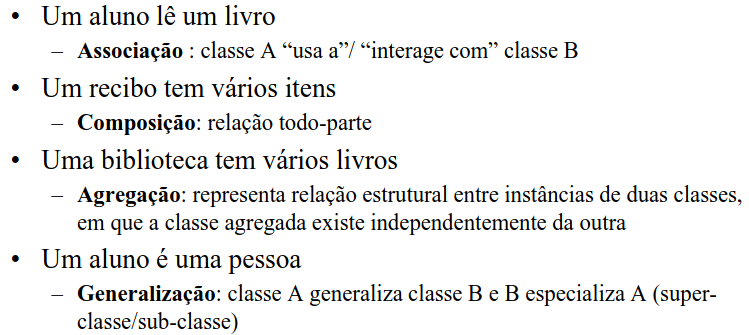 • Um aluno lê um livro
– Associação : classe A “usa a”/ “interage com” classe B
• Um recibo tem vários itens
– Composição: relação todo-parte
• Uma biblioteca tem vários livros
– Agregação: representa relação estrutural entre instâncias de duas classes,
em que a classe agregada existe independentemente da outra
• Um aluno é uma pessoa
– Generalização: classe A generaliza classe B e B especializa A (super-
classe/sub-classe)